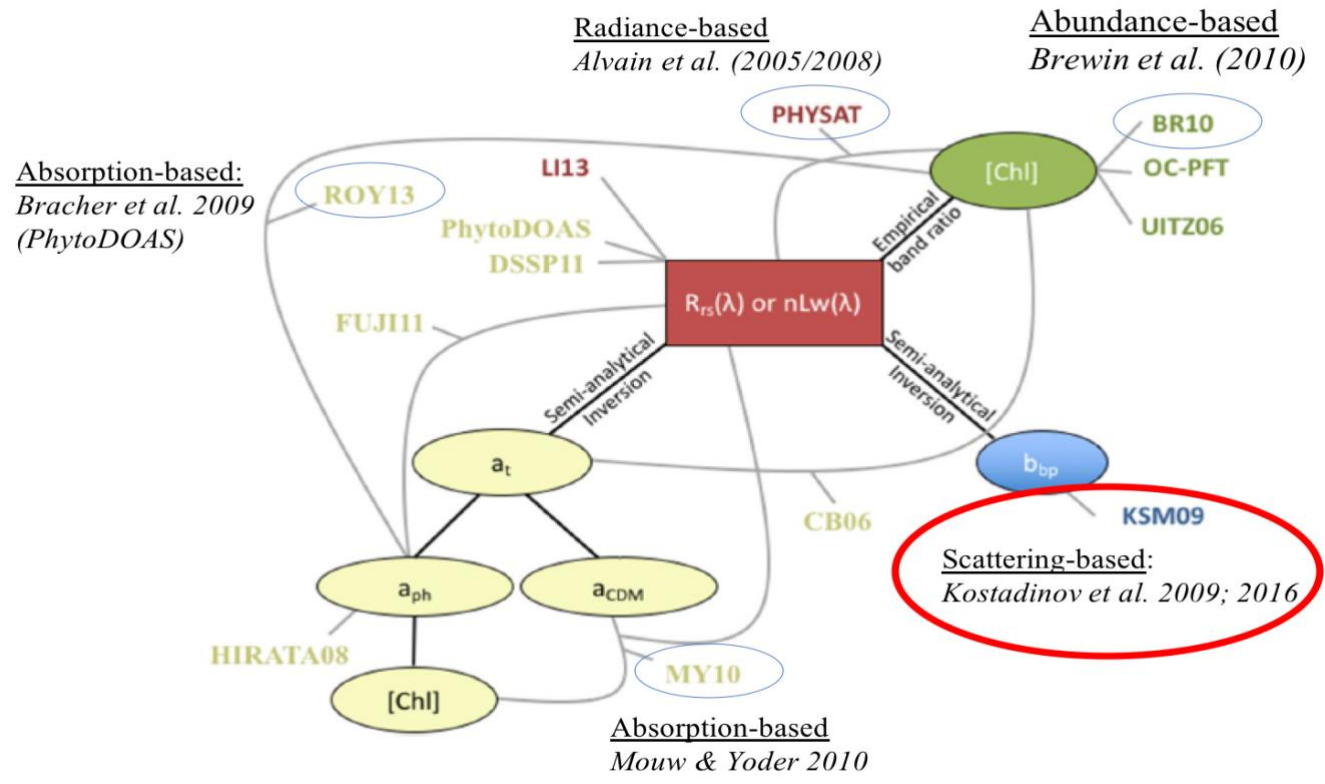 Radiance-based
Alvain et al. (2005/2008)
Abundance-based
Brewin et al. (2010)
PHYSAT
BR10
Absorption-based:
Bracher et al. 2009
(PhytoDOAS)
ROY13
LI13
[Chl]
OC-PFT
UITZ06
PhytoDOAS
DSSP11
Empirical
band ratio
Rrs(λ) or nLw(λ)
FUJI11
Semi-analytical
Inversion
Semi-analytical
Inversion
at
bbp
CB06
KSM09
Scattering-based:
Kostadinov et al. 2009; 2016
aph
aCDM
HIRATA08
MY10
[Chl]
Absorption-based
Mouw & Yoder 2010